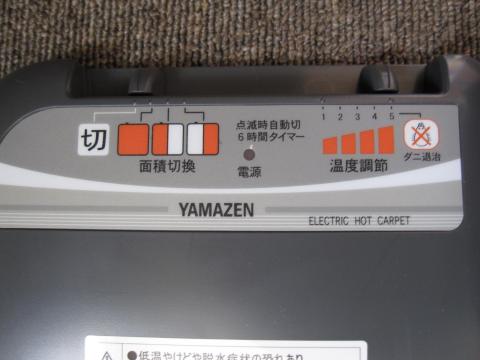 切
面積切換
点滅時自動切
6時間タイマー
電源
1 2 3 4 5
温度調節
ダニ退治
YAMAZEN
ELECTRIC HOT CARPET
●低温やけどや脱水症状の恐れあり